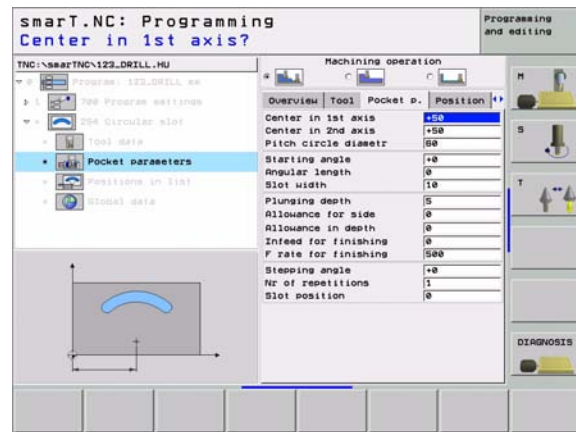 smarT.NC: Programming
Center in 1st axis?
Programming
and editing
TNC:\smarTNC\123_DRILL.HU
0 Program: 123_DRILL mm
1 700 Program settings
254 Circular slot
Tool data
Pocket parameters
Positions in list
Global data
Machining operation
Overview Tool Pocket p. Position
Center in 1st axis +50
Center in 2nd axis +50
Pitch circle diametr 60
Starting angle +0
Angular length 0
Slot width 10
Plunging depth 5
Allowance for side 0
Allowance in depth 0
Infeed for finishing 0
F rate for finishing 500
Stepping angle +0
Nr of repetitions 1
Slot position 0
M
S
T
DIAGNOSIS